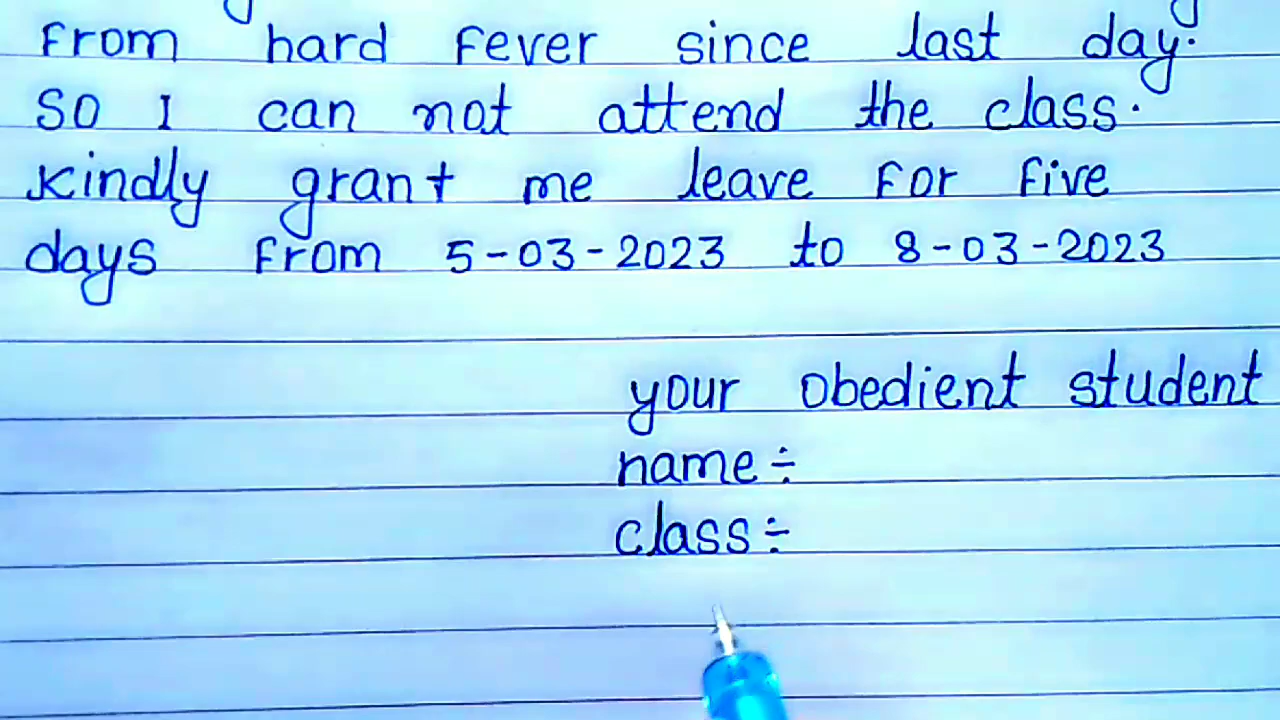 From hard Fever since last day.
So I can not attend the class.
Kindly grant me leave For Five
days From 5-03-2023 to 8-03-2023
your obedient student
name÷
class÷